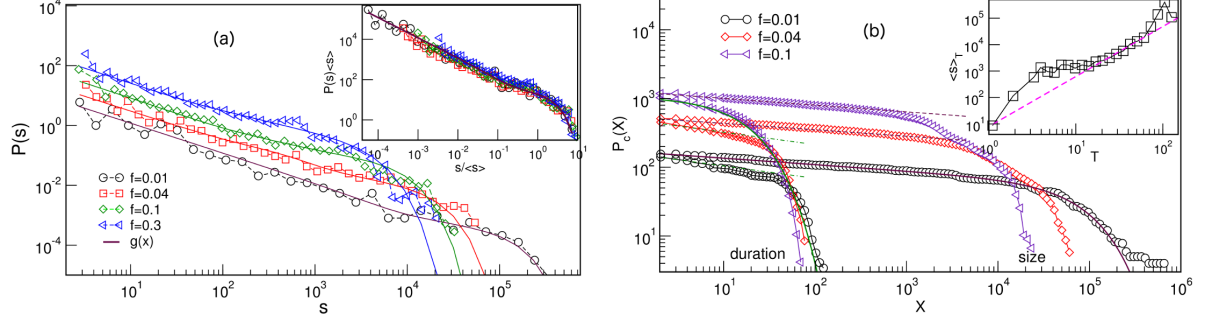 (a)
P(s)
10^4
10^2
10^0
10^-2
10^-4
10^1
10^2
10^3
10^4
10^5
s
f=0.01
f=0.04
f=0.1
f=0.3
g(x)
P(s)<s>
10^4
10^2
10^0
10^-4
10^-3
10^-2
10^-1
10^0
10^1
s/<s>
(b)
P_c(X)
10^4
10^3
10^2
10^1
10^1
10^2
10^3
10^4
10^5
10^6
X
f=0.01
f=0.04
f=0.1
duration
size
<s>_T
10^5
10^4
10^3
10^2
10^1
10^0
10^1
10^2
T